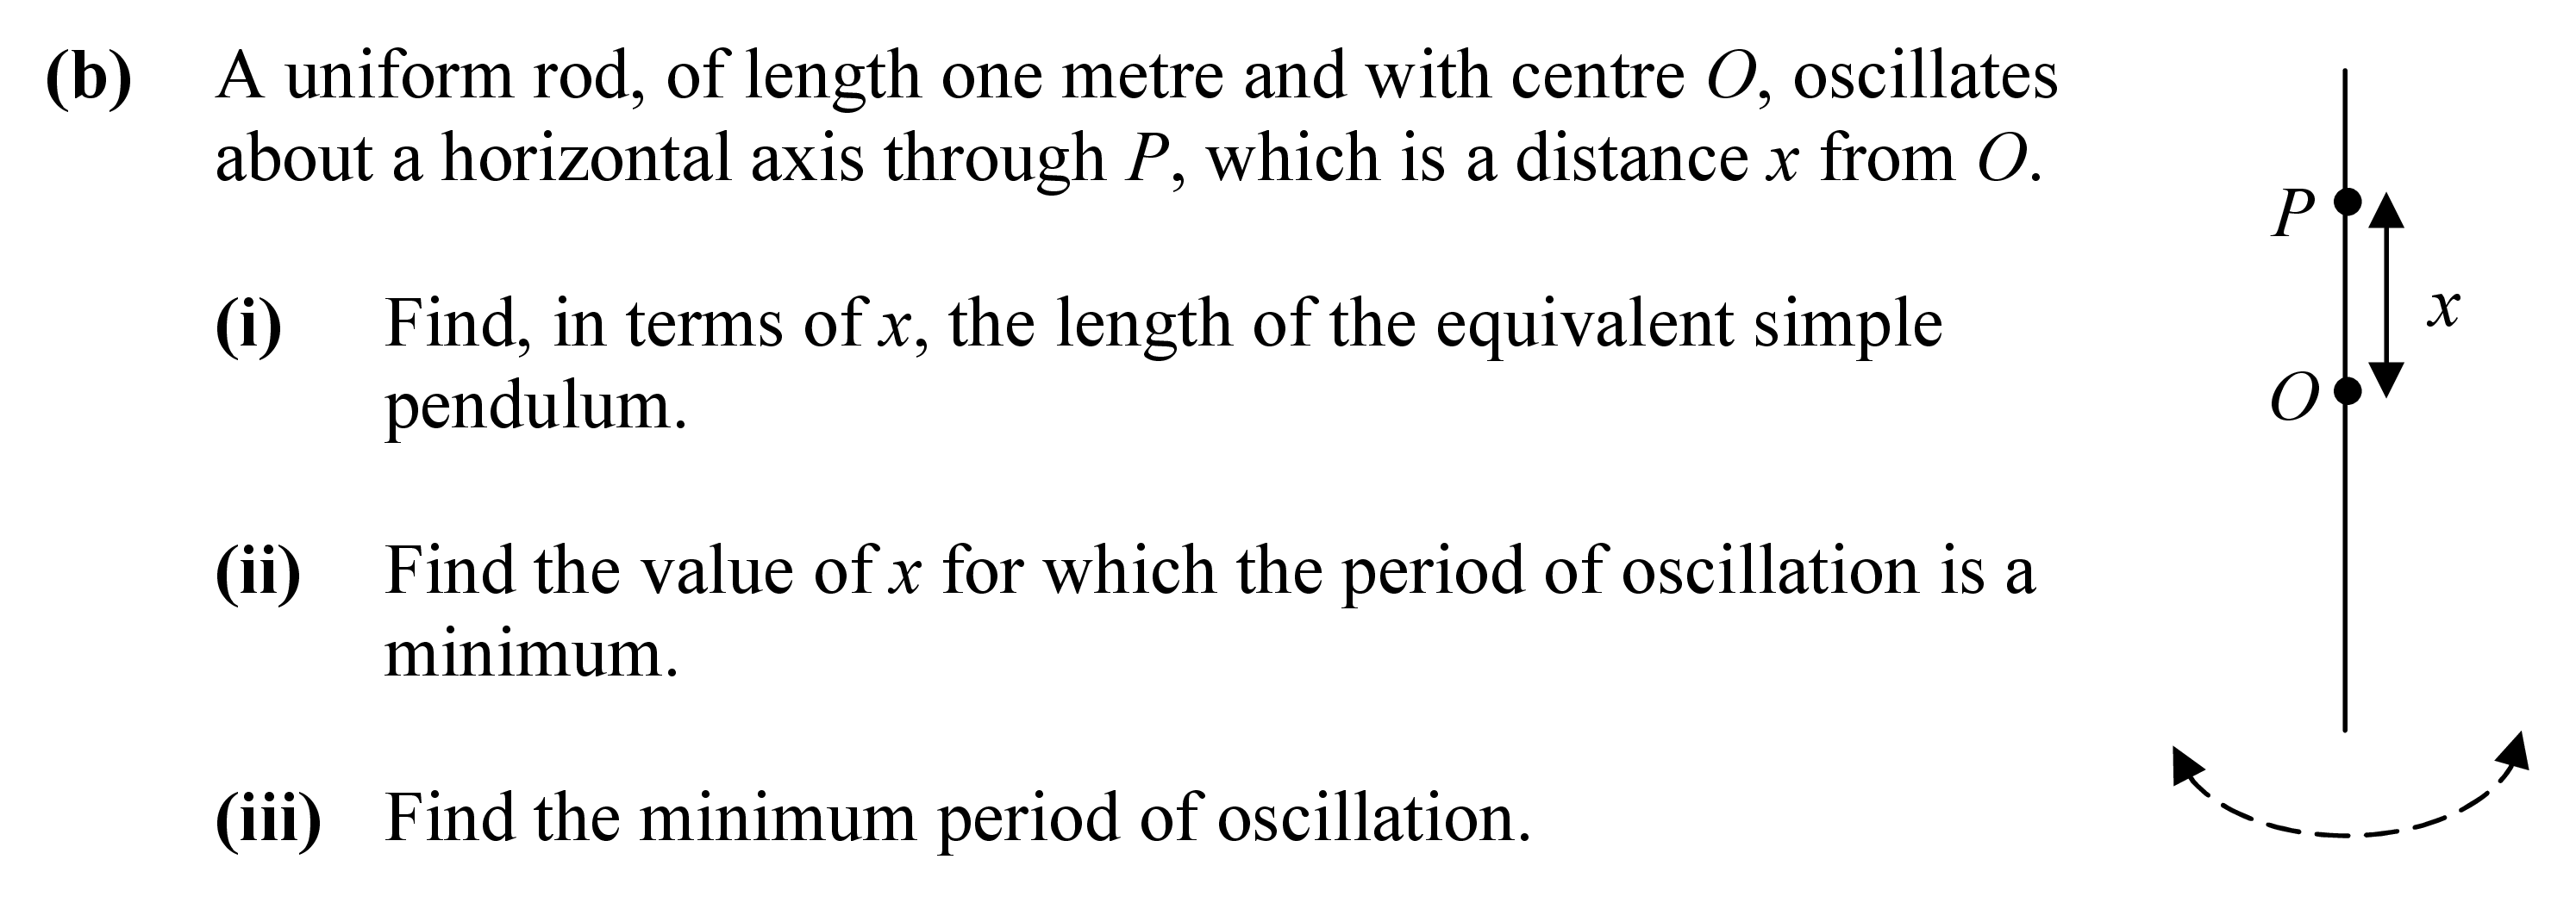 (b) A uniform rod, of length one metre and with centre O, oscillates
about a horizontal axis through P, which is a distance x from O.
(i) Find, in terms of x, the length of the equivalent simple
pendulum.
(ii) Find the value of x for which the period of oscillation is a
minimum.
(iii) Find the minimum period of oscillation.
P
x
O